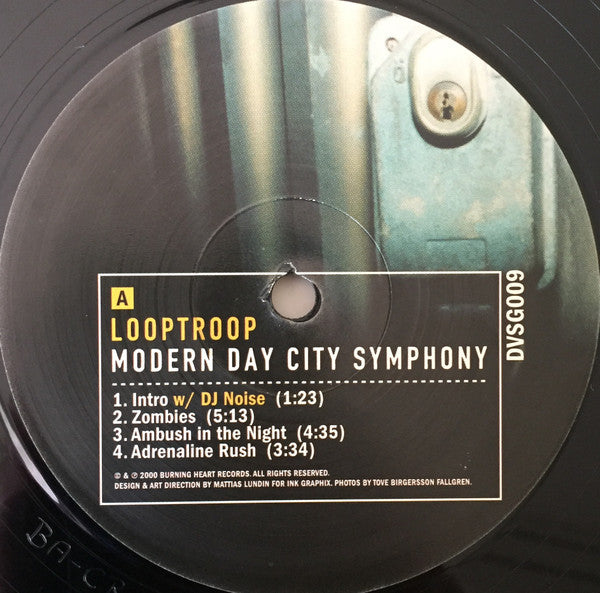 A
LOOPTROOP
MODERN DAY CITY SYMPHONY
1. Intro w/ DJ Noise (1:23)
2. Zombies (5:13)
3. Ambush in the Night (4:35)
4. Adrenaline Rush (3:34)
© & ℗ 2000 BURNING HEART RECORDS. ALL RIGHTS RESERVED.
DESIGN & ART DIRECTION BY MATTIAS LUNDIN FOR INK GRAPHIX. PHOTOS BY TOVE BIRGERSSON FALLGREN.
DVSG009